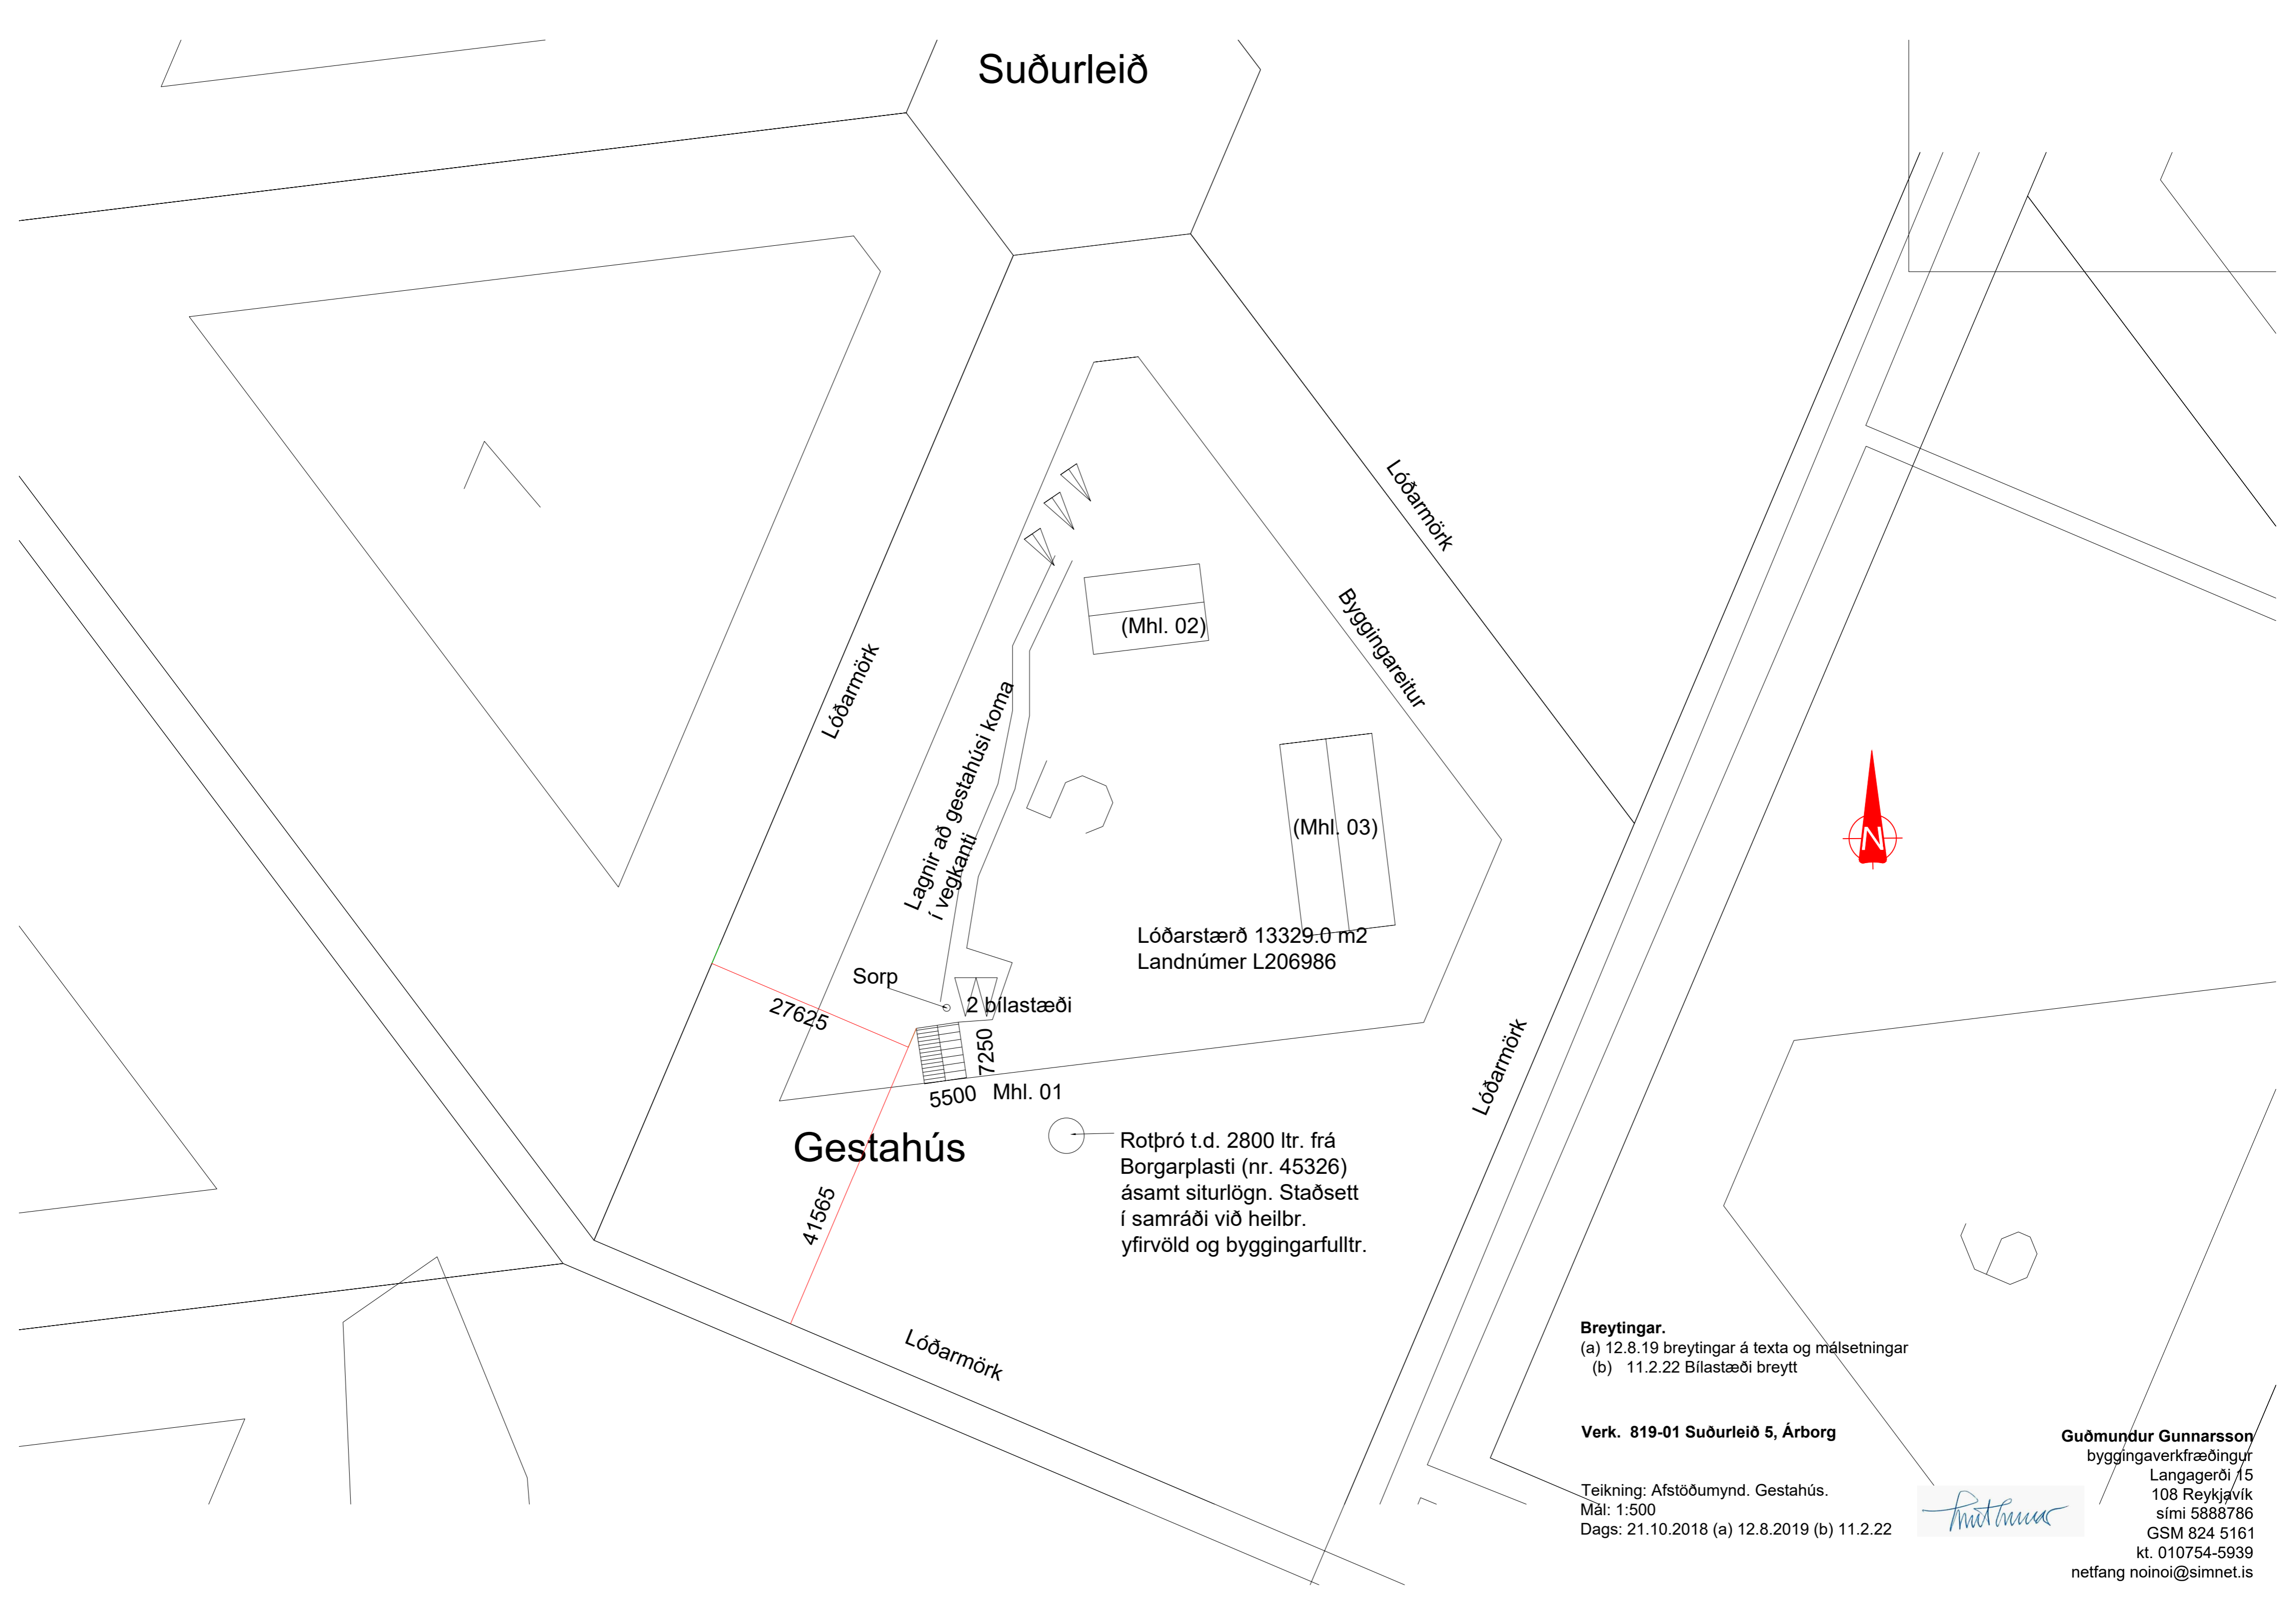 Suðurleið
Lóðarmörk
Byggingareitur
(Mhl. 02)
Lóðarmörk
Lagnir að gestahúsi koma
í vegkanti
(Mhl. 03)
N
Lóðarstærð 13329.0 m2
Landnúmer L206986
Sorp
2 bílastæði
27625
7250
5500
Mhl. 01
Lóðarmörk
Gestahús
Rotþró t.d. 2800 ltr. frá
Borgarplasti (nr. 45326)
ásamt siturlögn. Staðsett
í samráði við heilbr.
yfirvöld og byggingarfulltr.
41565
Lóðarmörk
Breytingar.
(a) 12.8.19 breytingar á texta og málsetningar
(b) 11.2.22 Bílastæði breytt
Verk. 819-01 Suðurleið 5, Árborg
Teikning: Afstöðumynd. Gestahús.
Mál: 1:500
Dags: 21.10.2018 (a) 12.8.2019 (b) 11.2.22
Guðmundur Gunnarsson
byggingaverkfræðingur
Langagerði 15
108 Reykjavík
sími 5888786
GSM 824 5161
kt. 010754-5939
netfang noinoi@simnet.is